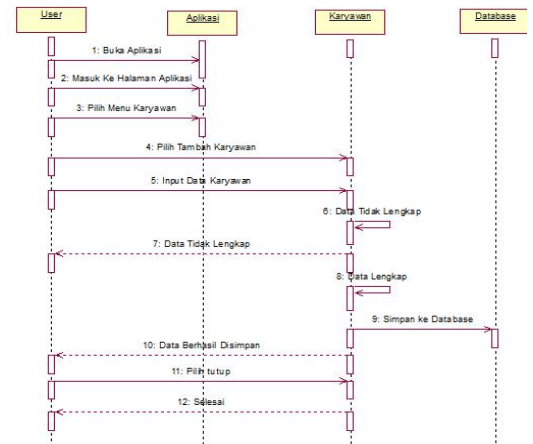 User
Aplikasi
Karyawan
Database
1: Buka Aplikasi
2: Masuk Ke Halaman Aplikasi
3: Pilih Menu Karyawan
4: Pilih Tambah Karyawan
5: Input Data Karyawan
6: Data Tidak Lengkap
7: Data Tidak Lengkap
8: Data Lengkap
9: Simpan ke Database
10: Data Berhasil Disimpan
11: Pilih tutup
12: Selesai